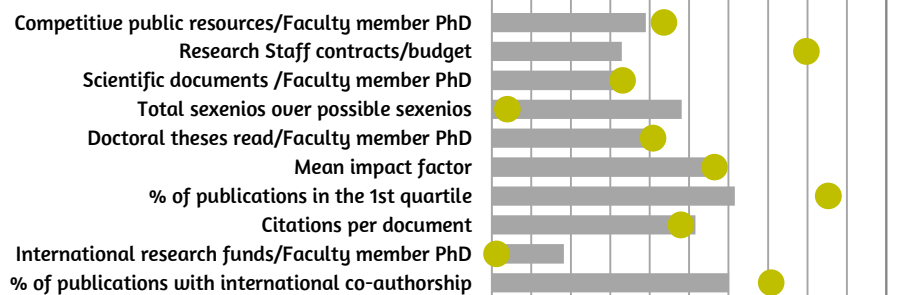 Competitive public resources/Faculty member PhD
Research Staff contracts/budget
Scientific documents /Faculty member PhD
Total sexenios over possible sexenios
Doctoral theses read/Faculty member PhD
Mean impact factor
% of publications in the 1st quartile
Citations per document
International research funds/Faculty member PhD
% of publications with international co-authorship